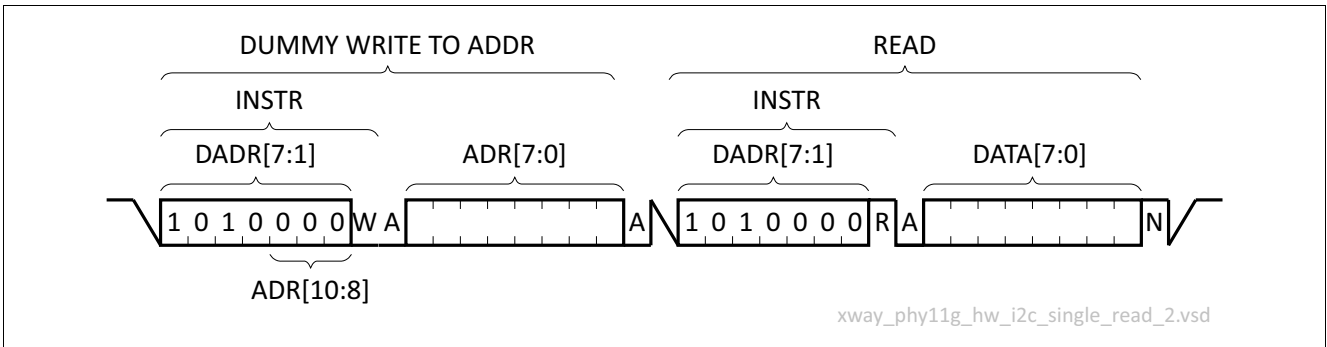 DUMMY WRITE TO ADDR READ
INSTR INSTR
DADR[7:1] ADR[7:0] DADR[7:1] DATA[7:0]
1 0 1 0 0 0 0 W A A 1 0 1 0 0 0 0 R A N
ADR[10:8]
xway_phy11g_hw_i2c_single_read_2.vsd